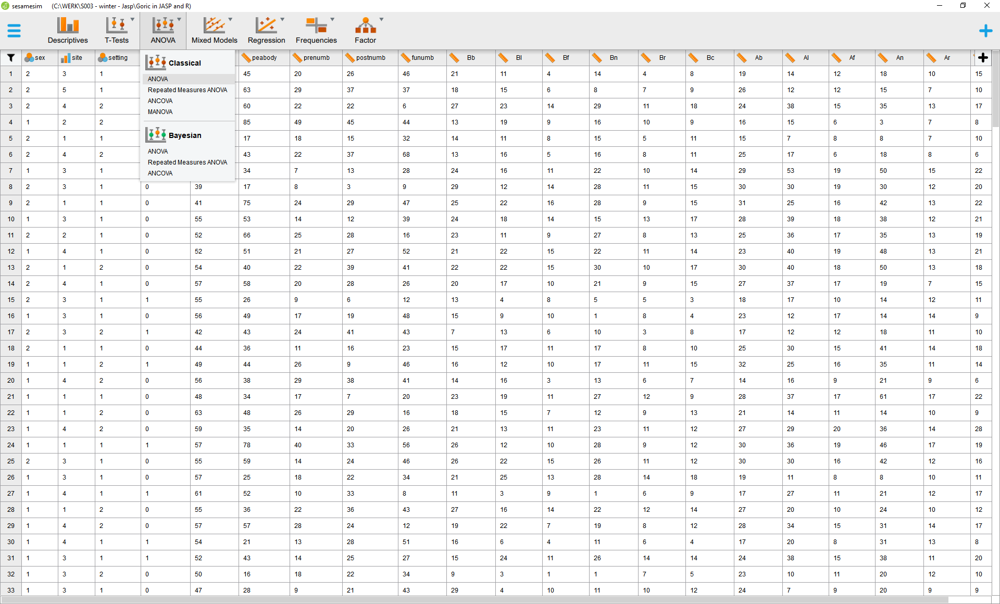 sesamesim (C:\WERK\S003 - winter - Jasp\Goric in JASP and R)
Descriptives T-Tests ANOVA Mixed Models Regression Frequencies Factor
sex site setting peabody prenumb postnumb funumb Bb Bl Bf Bn Br Bc Ab Al Af An Ar
Classical
ANOVA
Repeated Measures ANOVA
ANCOVA
MANOVA
Bayesian
ANOVA
Repeated Measures ANOVA
ANCOVA
1 2 3 1 45 20 26 46 21 11 4 14 4 8 19 14 12 18 10 15
2 2 5 1 63 29 37 37 18 15 6 8 7 9 26 12 12 15 7 10
3 2 4 2 60 22 22 6 27 23 14 29 11 18 24 38 15 35 13 17
4 1 2 2 85 49 45 44 13 19 9 16 10 9 16 15 6 3 7 8
5 2 1 1 17 18 15 32 14 11 8 15 5 11 15 7 8 8 7 10
6 2 4 2 43 22 37 68 13 16 5 16 8 11 25 17 6 18 8 6
7 1 3 1 34 7 13 28 24 16 11 22 10 14 29 53 19 50 15 22
8 2 3 1 0 39 17 8 3 9 29 12 14 28 11 15 30 30 19 30 12 20
9 2 1 1 0 41 75 24 29 47 25 22 16 28 9 15 31 25 16 42 13 22
10 1 3 1 0 55 53 14 12 39 24 18 14 15 13 17 28 39 18 38 12 21
11 2 2 1 0 52 66 25 28 16 23 11 9 27 8 13 25 36 17 35 13 19
12 1 4 1 0 52 51 21 27 52 21 22 15 22 11 14 23 40 19 48 13 21
13 2 1 2 0 54 40 22 39 41 22 22 15 30 10 17 30 40 18 50 13 18
14 2 4 1 0 57 58 20 28 26 20 17 10 21 9 15 27 37 17 19 7 15
15 2 3 1 1 55 26 9 6 12 13 4 8 5 5 3 18 17 10 14 12 11
16 1 3 1 0 56 49 17 19 48 15 9 10 1 8 4 23 12 17 14 14 9
17 2 3 2 1 42 43 24 41 43 7 13 6 10 3 8 17 12 12 18 11 10
18 2 1 1 0 44 36 11 16 23 15 17 11 17 8 10 25 30 15 41 14 18
19 1 1 2 1 49 44 26 9 46 16 12 10 17 11 15 32 25 16 35 11 14
20 1 4 2 0 56 38 29 38 41 14 16 3 13 6 7 14 16 9 21 9 6
21 1 1 1 0 48 34 17 7 20 23 19 11 27 12 9 28 37 17 61 17 22
22 1 1 2 0 63 48 26 29 16 18 15 7 12 9 13 21 14 11 14 10 9
23 1 4 2 0 59 35 14 20 26 21 13 11 23 11 12 27 29 20 36 14 28
24 1 1 1 1 57 78 40 33 56 26 12 10 28 9 12 30 36 19 46 17 19
25 2 3 1 0 55 59 14 24 46 26 22 15 26 11 12 30 30 16 42 12 16
26 1 3 1 0 57 25 18 22 34 21 25 13 28 14 18 19 11 8 8 10 11
27 1 4 1 1 61 52 10 33 8 11 3 9 1 6 9 17 27 11 21 12 17
28 1 1 2 0 55 36 22 36 43 27 16 14 22 12 14 27 20 10 24 10 12
29 1 4 2 0 57 57 28 24 12 19 22 7 19 8 12 28 34 15 31 14 17
30 1 4 1 1 54 21 13 28 51 16 6 4 11 6 4 17 20 8 31 13 8
31 1 3 1 1 52 43 14 25 27 15 24 11 26 14 14 24 38 15 38 11 20
32 1 3 2 0 50 16 18 22 34 9 3 1 1 7 5 23 10 11 20 12 10
33 1 3 1 0 47 28 9 21 43 29 4 10 11 10 12 24 7 9 20 9 9